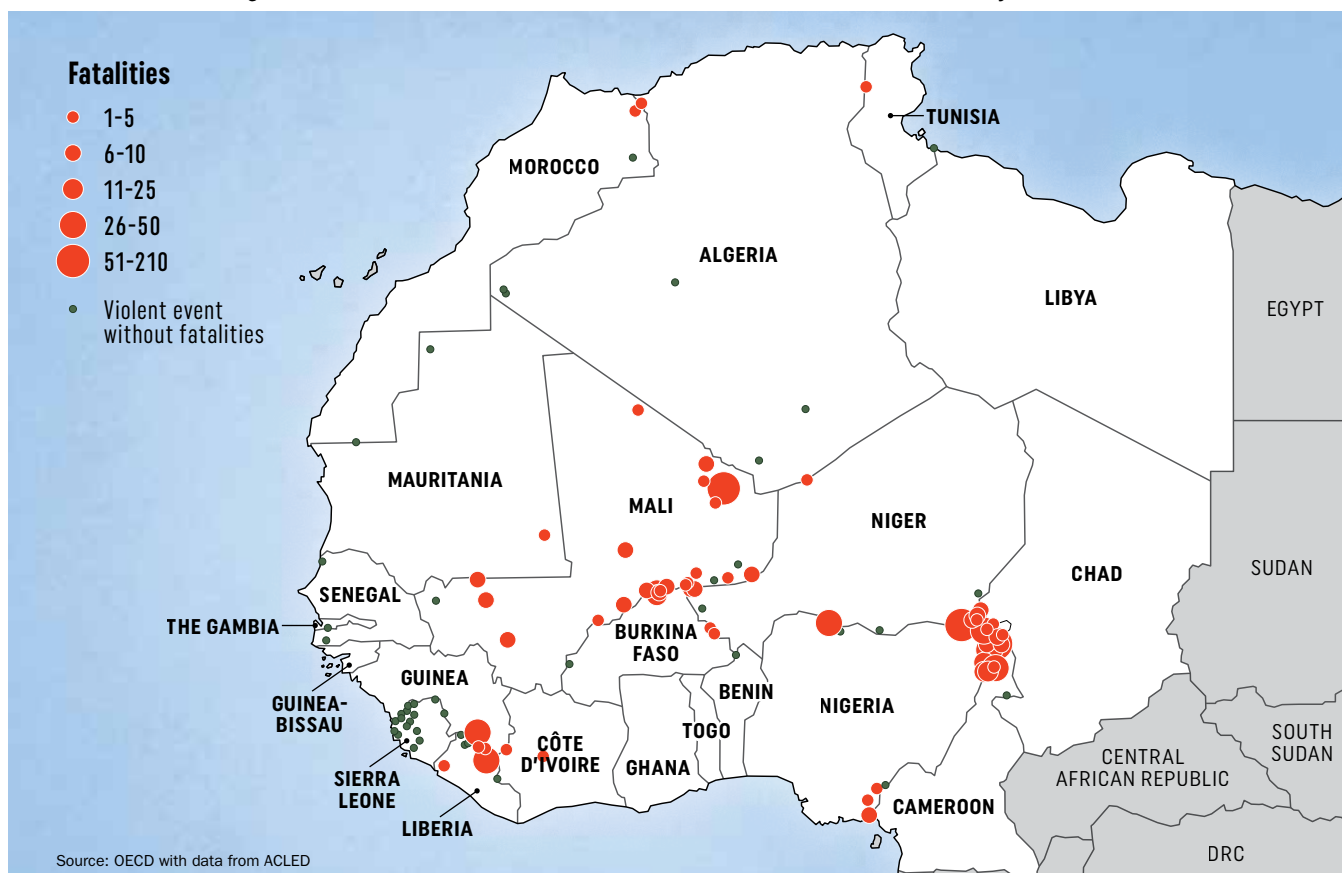 Fatalities
1–5
6–10
11–25
26–50
51–210
Violent event
without fatalities
TUNISIA
MOROCCO
ALGERIA
LIBYA
EGYPT
MAURITANIA
MALI
NIGER
CHAD
SUDAN
SENEGAL
THE GAMBIA
BURKINA
FASO
GUINEA
BENIN
NIGERIA
GUINEA-
BISSAU
TOGO
CÔTE
D'IVOIRE
GHANA
SOUTH
SUDAN
CENTRAL
AFRICAN REPUBLIC
SIERRA
LEONE
CAMEROON
LIBERIA
DRC
Source: OECD with data from ACLED